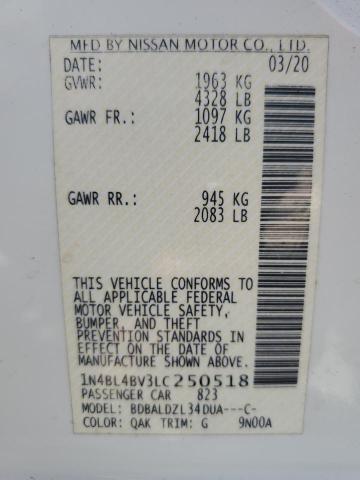 MFD BY NISSAN MOTOR CO., LTD.
DATE: 03/20
GVWR: 1963 KG
4328 LB
GAWR FR.: 1097 KG
2418 LB
GAWR RR.: 945 KG
2083 LB
THIS VEHICLE CONFORMS TO
ALL APPLICABLE FEDERAL
MOTOR VEHICLE SAFETY,
BUMPER, AND THEFT
PREVENTION STANDARDS IN
EFFECT ON THE DATE OF
MANUFACTURE SHOWN ABOVE.
1N4BL4BV3LC250518
PASSENGER CAR 823
MODEL: BDBALDZL34DUA---C-
COLOR: QAK TRIM: G 9N00A